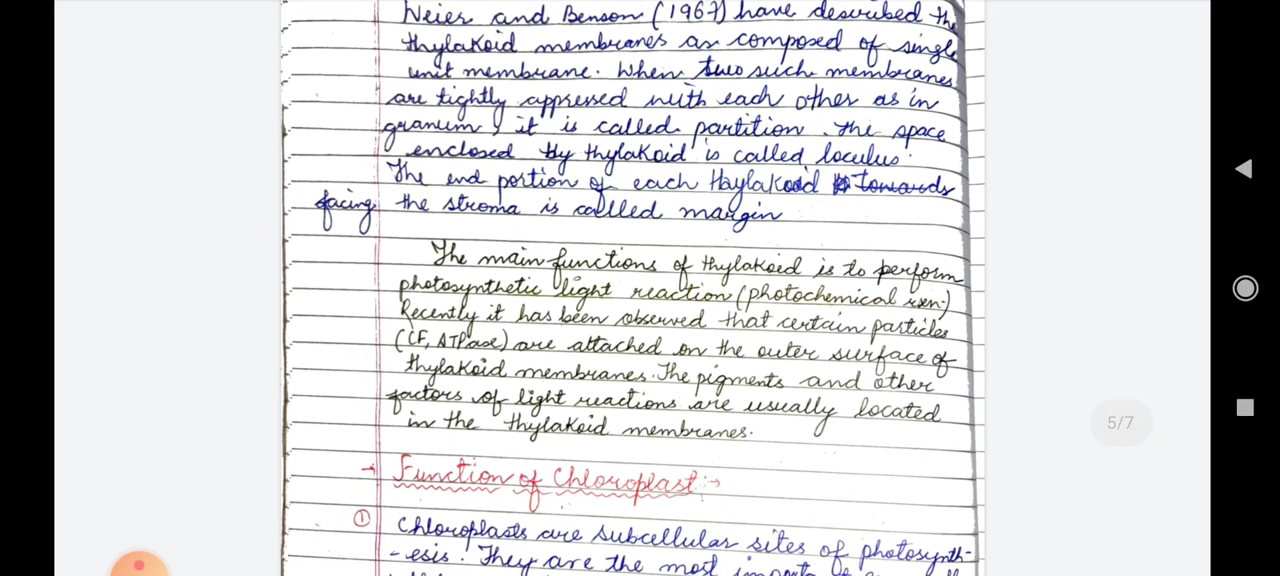 Weier and Benson (1967) have described the
thylakoid membranes as composed of single
unit membrane. When two such membranes
are tightly appressed with each other as in
granum, it is called partition. The space
enclosed by thylakoid is called loculus.
The end portion of each Haylakoid towards
facing the stroma is called margin
The main functions of thylakoid is to perform
photosynthetic light reaction (photochemical rxn.)
Recently it has been observed that certain particles
(CF, ATPase) are attached on the outer surface of
thylakoid membranes. The pigments and other
factors of light reactions are usually located
in the thylakoid membranes.
5/7
→ Function of Chloroplast:→
① Chloroplasts are subcellular sites of photosynth-
-esis. They are the most